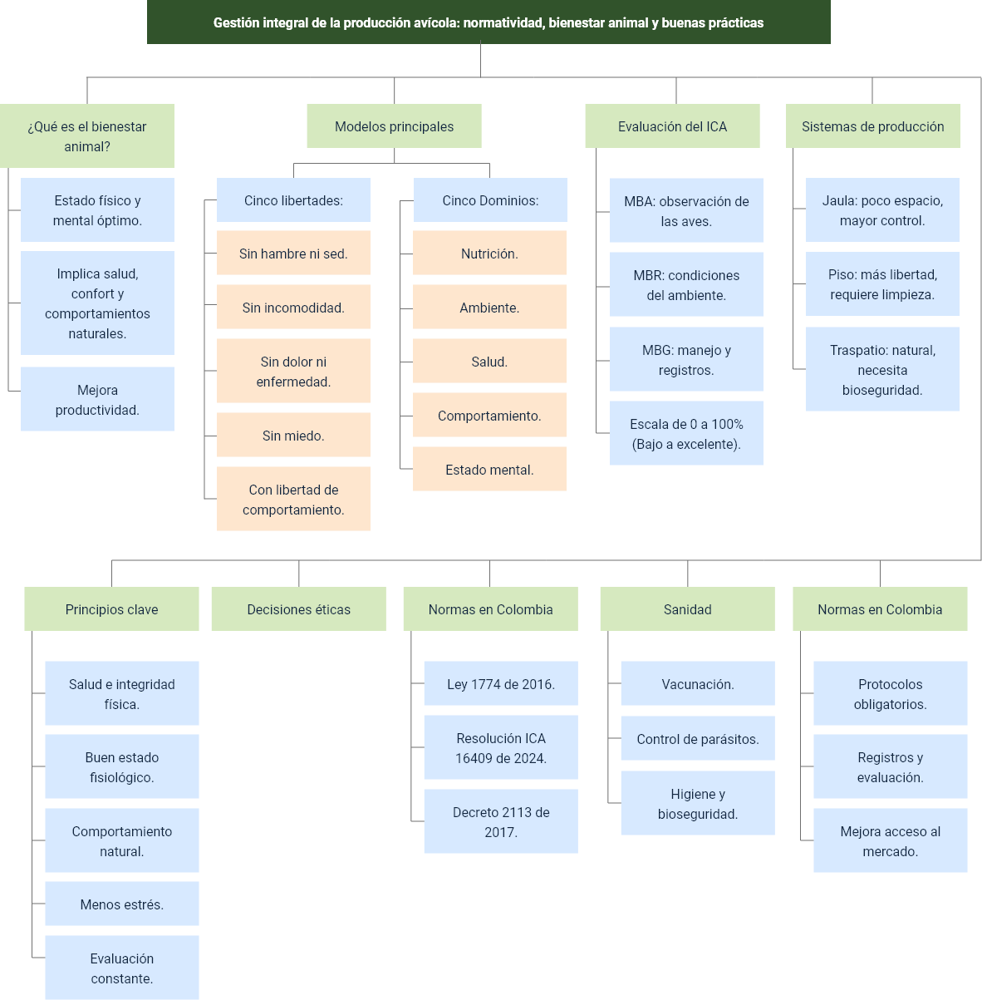 Gestión integral de la producción avícola: normatividad, bienestar animal y buenas prácticas
¿Qué es el bienestar
animal?
Estado físico y
mental óptimo.
Implica salud,
confort y
comportamientos
naturales.
Mejora
productividad.
Modelos principales
Cinco libertades:
Sin hambre ni sed.
Sin incomodidad.
Sin dolor ni
enfermedad.
Sin miedo.
Con libertad de
comportamiento.
Cinco Dominios:
Nutrición.
Ambiente.
Salud.
Comportamiento.
Estado mental.
Evaluación del ICA
MBA: observación de
las aves.
MBR: condiciones
del ambiente.
MBG: manejo y
registros.
Escala de 0 a 100%
(Bajo a excelente).
Sistemas de producción
Jaula: poco espacio,
mayor control.
Piso: más libertad,
requiere limpieza.
Traspatio: natural,
necesita
bioseguridad.
Principios clave
Salud e integridad
física.
Buen estado
fisiológico.
Comportamiento
natural.
Menos estrés.
Evaluación
constante.
Decisiones éticas
Normas en Colombia
Ley 1774 de 2016.
Resolución ICA
16409 de 2024.
Decreto 2113 de
2017.
Sanidad
Vacunación.
Control de parásitos.
Higiene y
bioseguridad.
Normas en Colombia
Protocolos
obligatorios.
Registros y
evaluación.
Mejora acceso al
mercado.